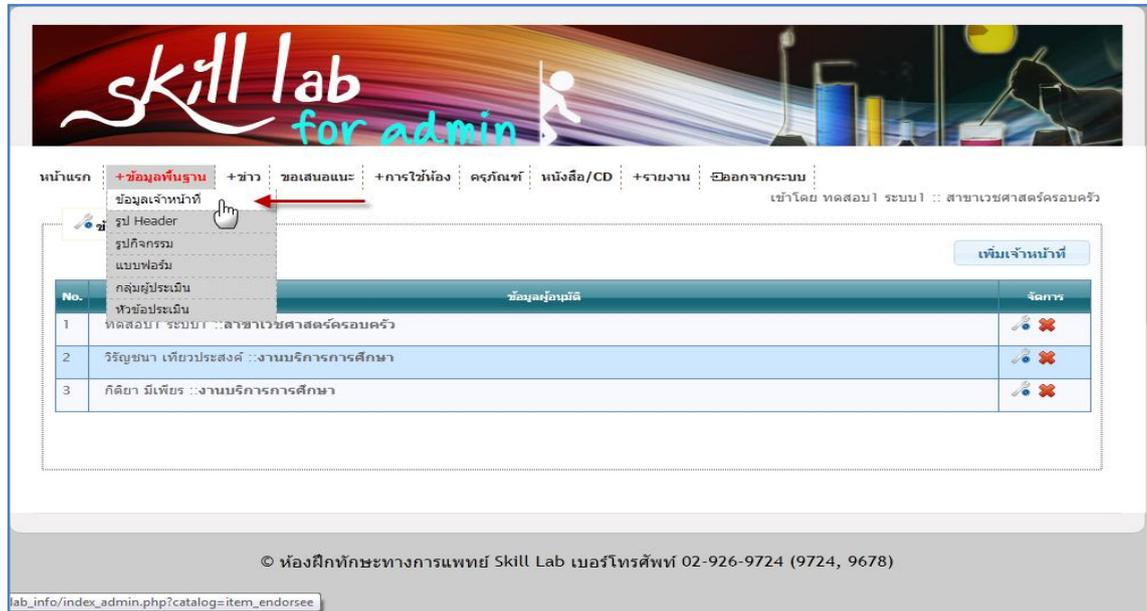 skill lab
for admin
หน้าแรก +ข้อมูลพื้นฐาน +ข่าว ขอเสนอแนะ +การใช้ห้อง ครุภัณฑ์ หนังสือ/CD +รายงาน ออกจากระบบ
เข้าโดย ทดสอบ1 ระบบ1 :: สาขาเวชศาสตร์ครอบครัว
ข้อมูลเจ้าหน้าที่
รูป Header
รูปกิจกรรม
แบบฟอร์ม
กลุ่มผู้ประเมิน
หัวข้อประเมิน
เพิ่มเจ้าหน้าที่
No. ข้อมูลผู้อนุมัติ จัดการ
1 ทดสอบ1 ระบบ1 ::สาขาเวชศาสตร์ครอบครัว
2 วิรัญชนา เทียวประสงค์ ::งานบริการการศึกษา
3 กิติยา มีเพียร ::งานบริการการศึกษา
© ห้องฝึกทักษะทางการแพทย์ Skill Lab เบอร์โทรศัพท์ 02-926-9724 (9724, 9678)
lab_info/index_admin.php?catalog=item_endorsee